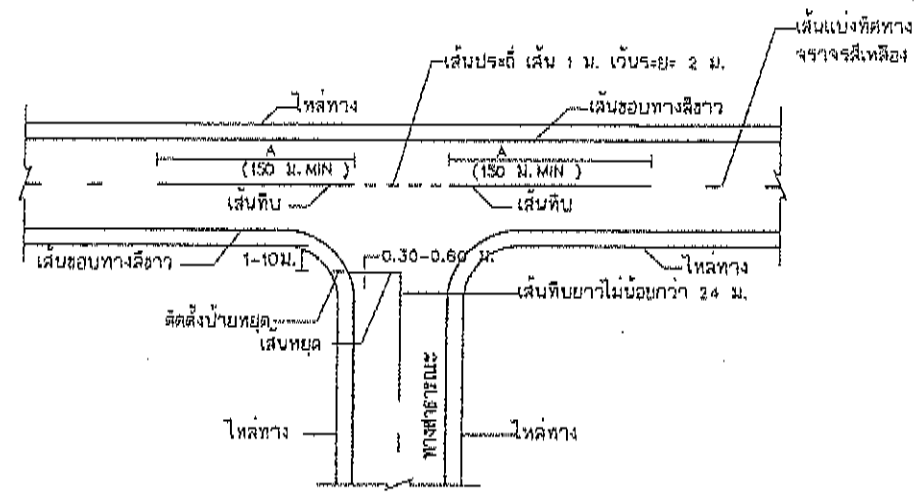 เส้นแบ่งทิศทาง
จราจรสีเหลือง
เส้นประถี่ เส้น 1 ม. เว้นระยะ 2 ม.
ไหล่ทาง
เส้นขอบทางสีขาว
A
(150 ม. MIN )
A
(150 ม. MIN )
เส้นทึบ
เส้นทึบ
เส้นขอบทางสีขาว
1-10ม.
0.30-0.60 ม.
ไหล่ทาง
เส้นทึบยาวไม่น้อยกว่า 24 ม.
ติดตั้งป้ายหยุด
เส้นหยุด
ทางสาธารณะ
ไหล่ทาง
ไหล่ทาง